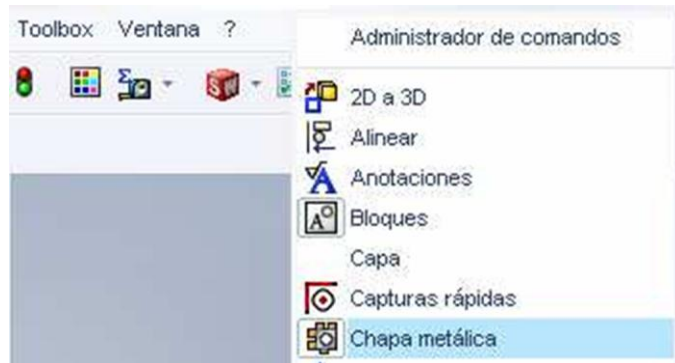 Toolbox Ventana ?
Administrador de comandos
2D a 3D
Alinear
Anotaciones
Bloques
Capa
Capturas rápidas
Chapa metálica